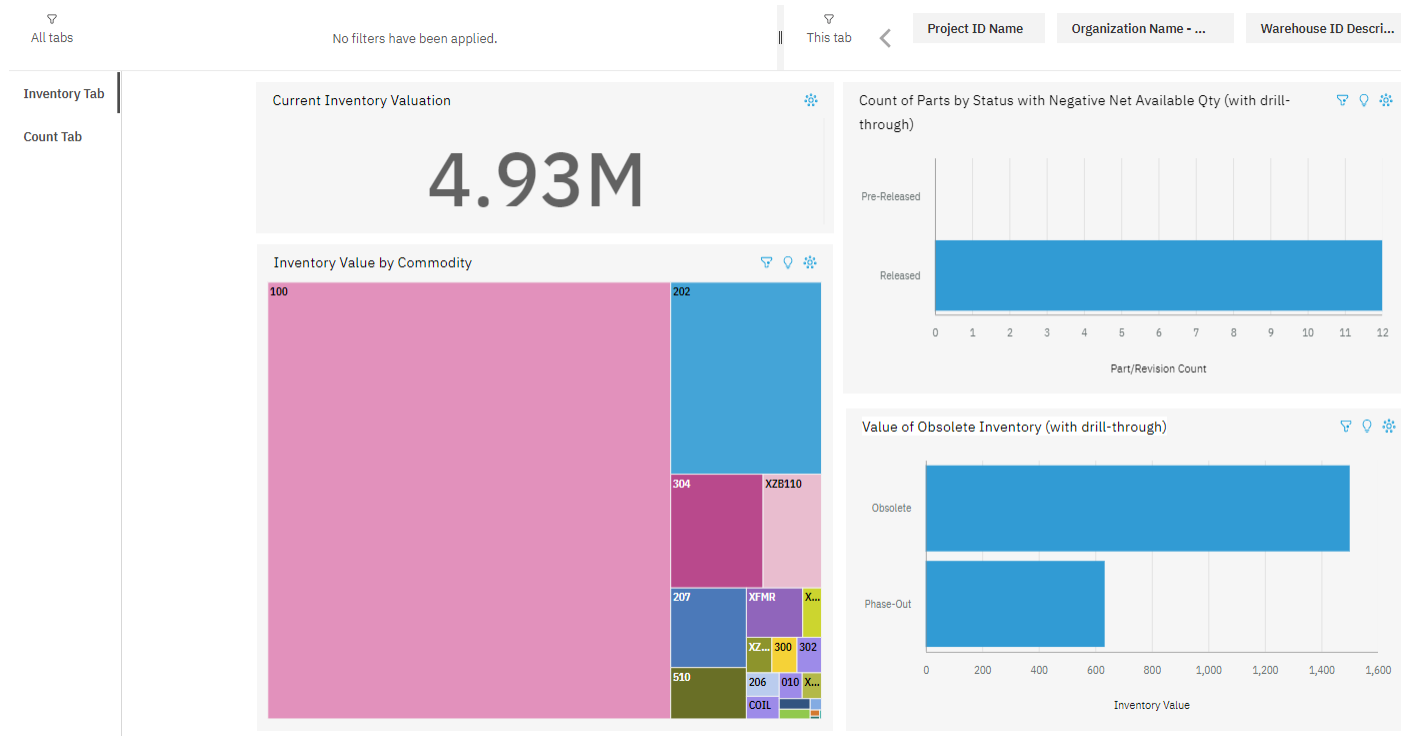 All tabs
No filters have been applied.
This tab
Project ID Name
Organization Name - ...
Warehouse ID Descri...
Inventory Tab
Count Tab
Current Inventory Valuation
4.93M
Inventory Value by Commodity
100
202
304
XZB110
207
XFMR
X...
XZ...
300
302
510
206
010
X...
COIL
Count of Parts by Status with Negative Net Available Qty (with drill-
through)
Pre-Released
Released
0 1 2 3 4 5 6 7 8 9 10 11 12
Part/Revision Count
Value of Obsolete Inventory (with drill-through)
Obsolete
Phase-Out
0 200 400 600 800 1,000 1,200 1,400 1,600
Inventory Value